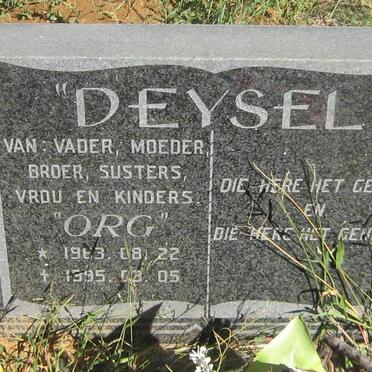 "DEYSEL
VAN: VADER, MOEDER,
BROER, SUSTERS,
VROU EN KINDERS.
"ORG"
* 1963.08.22
† 1995.03.05
DIE HERE HET GE
EN
DIE HERE HET GEN